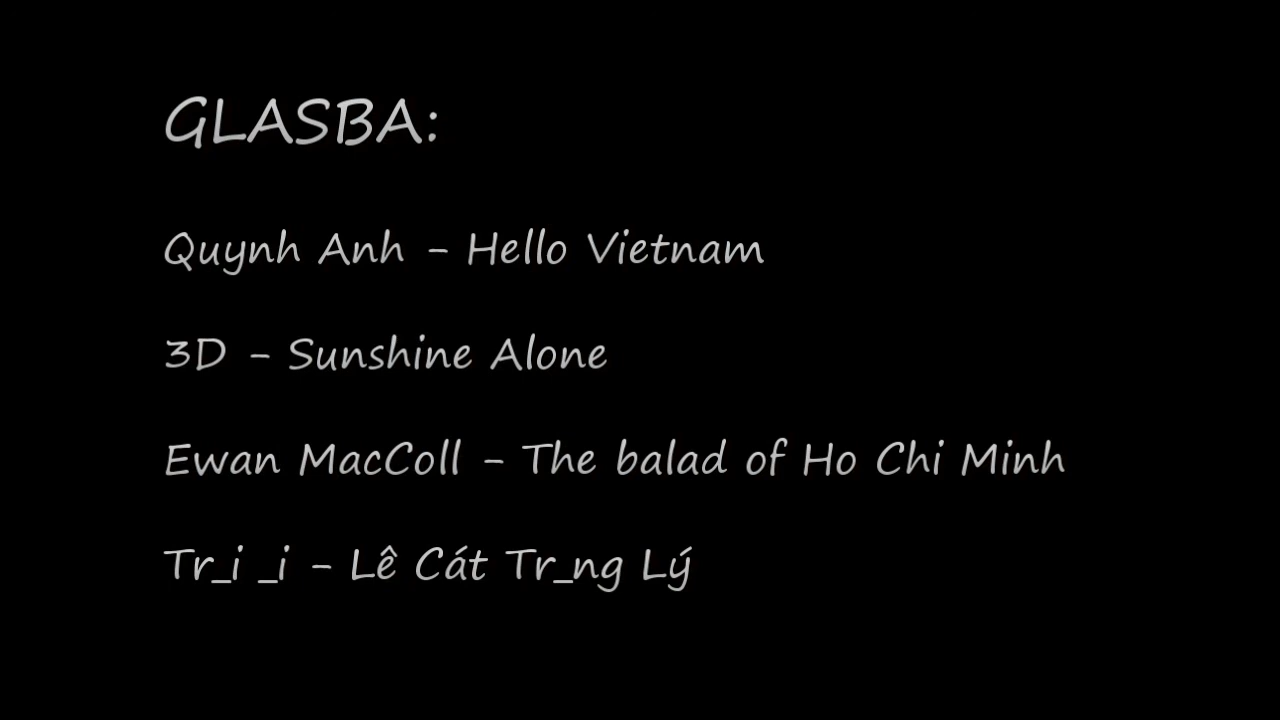 GLASBA:
Quynh Anh - Hello Vietnam
3D - Sunshine Alone
Ewan MacColl - The balad of Ho Chi Minh
Tr_i _i - Lê Cát Tr_ng Lý